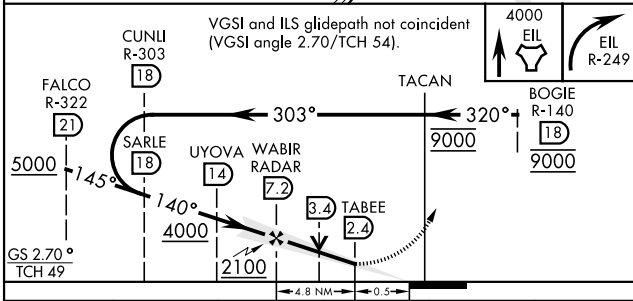 VGSI and ILS glidepath not coincident
(VGSI angle 2.70/TCH 54).
4000
EIL
EIL
R-249
CUNLI
R-303
18
FALCO
R-322
21
TACAN
BOGIE
R-140
18
9000
303°
320°
9000
SARLE
18
UYOVA
14
WABIR
RADAR
7.2
3.4
TABEE
2.4
5000
145°
140°
4000
2100
GS 2.70°
TCH 49
4.8 NM
0.5